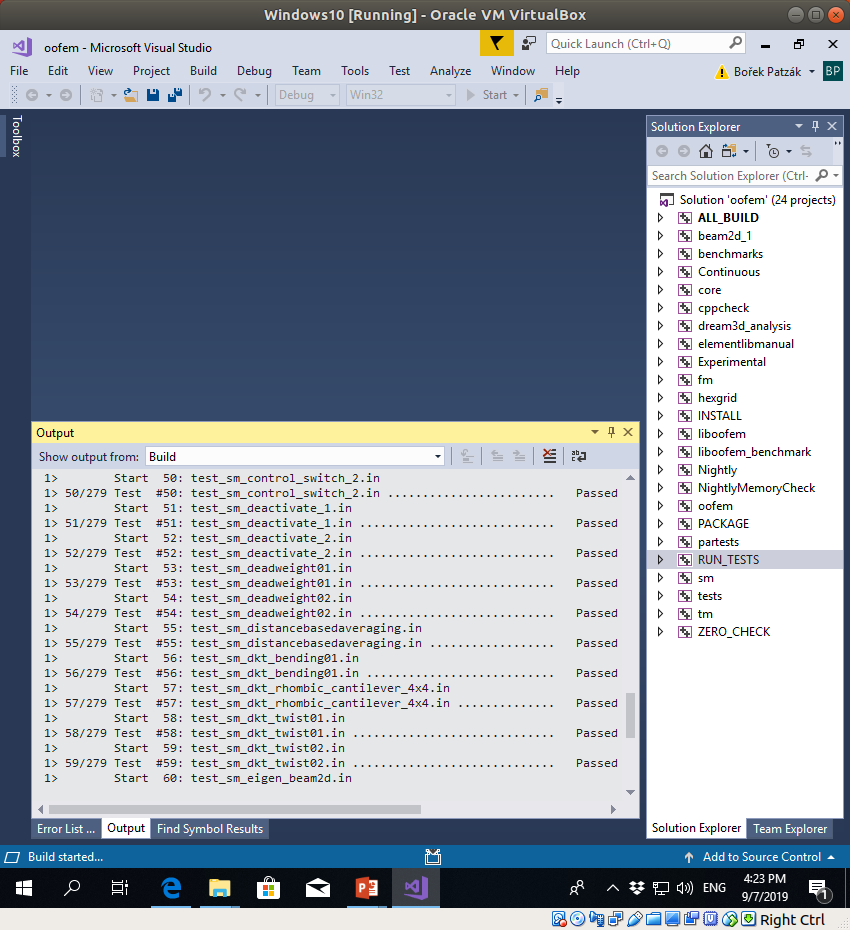 Windows10 [Running] - Oracle VM VirtualBox
oofem - Microsoft Visual Studio
Quick Launch (Ctrl+Q)
File Edit View Project Build Debug Team Tools Test Analyze Window Help
Bořek Patzák BP
Debug Win32 Start
Toolbox
Solution Explorer
Search Solution Explorer (Ctrl-
Solution 'oofem' (24 projects)
ALL_BUILD
beam2d_1
benchmarks
Continuous
core
cppcheck
dream3d_analysis
elementlibmanual
Experimental
fm
hexgrid
INSTALL
liboofem
liboofem_benchmark
Nightly
NightlyMemoryCheck
oofem
PACKAGE
partests
RUN_TESTS
sm
tests
tm
ZERO_CHECK
Output
Show output from: Build
1> Start 50: test_sm_control_switch_2.in
1> 50/279 Test #50: test_sm_control_switch_2.in ........................ Passed
1> Start 51: test_sm_deactivate_1.in
1> 51/279 Test #51: test_sm_deactivate_1.in ............................ Passed
1> Start 52: test_sm_deactivate_2.in
1> 52/279 Test #52: test_sm_deactivate_2.in ............................ Passed
1> Start 53: test_sm_deadweight01.in
1> 53/279 Test #53: test_sm_deadweight01.in ............................ Passed
1> Start 54: test_sm_deadweight02.in
1> 54/279 Test #54: test_sm_deadweight02.in ............................ Passed
1> Start 55: test_sm_distancebasedaveraging.in
1> 55/279 Test #55: test_sm_distancebasedaveraging.in .................. Passed
1> Start 56: test_sm_dkt_bending01.in
1> 56/279 Test #56: test_sm_dkt_bending01.in ........................... Passed
1> Start 57: test_sm_dkt_rhombic_cantilever_4x4.in
1> 57/279 Test #57: test_sm_dkt_rhombic_cantilever_4x4.in .............. Passed
1> Start 58: test_sm_dkt_twist01.in
1> 58/279 Test #58: test_sm_dkt_twist01.in ............................. Passed
1> Start 59: test_sm_dkt_twist02.in
1> 59/279 Test #59: test_sm_dkt_twist02.in ............................. Passed
1> Start 60: test_sm_eigen_beam2d.in
Error List ... Output Find Symbol Results
Solution Explorer Team Explorer
Build started... Add to Source Control
ENG
4:23 PM
9/7/2019
1
Right Ctrl